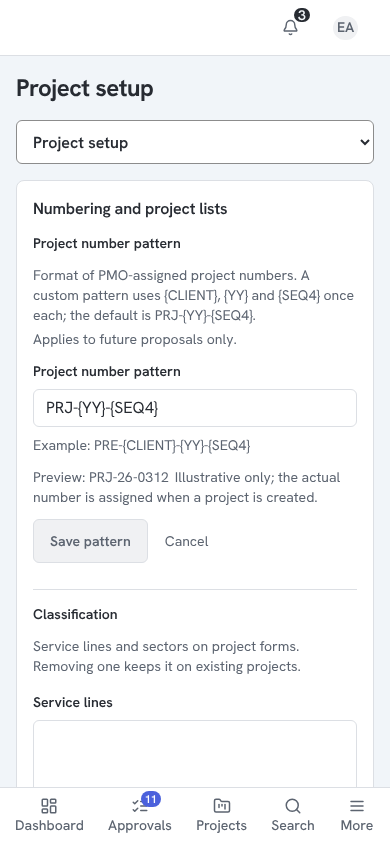 3
EA
Project setup
Project setup
Numbering and project lists
Project number pattern
Format of PMO-assigned project numbers. A
custom pattern uses {CLIENT}, {YY} and {SEQ4} once
each; the default is PRJ-{YY}-{SEQ4}.
Applies to future proposals only.
Project number pattern
PRJ-{YY}-{SEQ4}
Example: PRE-{CLIENT}-{YY}-{SEQ4}
Preview: PRJ-26-0312 Illustrative only; the actual
number is assigned when a project is created.
Save pattern Cancel
Classification
Service lines and sectors on project forms.
Removing one keeps it on existing projects.
Service lines
11
Dashboard Approvals Projects Search More